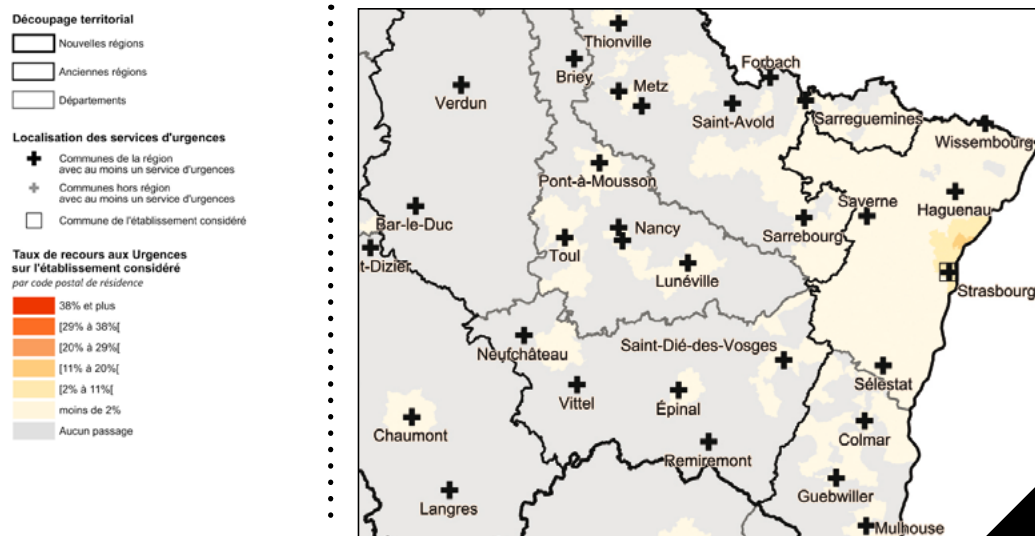 Découpage territorial
Nouvelles régions
Anciennes régions
Départements
Localisation des services d'urgences
Communes de la région
avec au moins un service d'urgences
Communes hors région
avec au moins un service d'urgences
Commune de l'établissement considéré
Taux de recours aux Urgences
sur l'établissement considéré
par code postal de résidence
38% et plus
[29% à 38%[
[20% à 29%[
[11% à 20%[
[2% à 11%[
moins de 2%
Aucun passage
Thionville
Briey
Forbach
Verdun
Metz
Saint-Avold
Sarreguemines
Wissembourg
Pont-à-Mousson
Saverne
Haguenau
Bar-le-Duc
Nancy
Sarrebourg
Toul
t-Dizier
Lunéville
Strasbourg
Neufchâteau
Saint-Dié-des-Vosges
Sélestat
Vittel
Épinal
Chaumont
Colmar
Remiremont
Guebwiller
Langres
Mulhouse